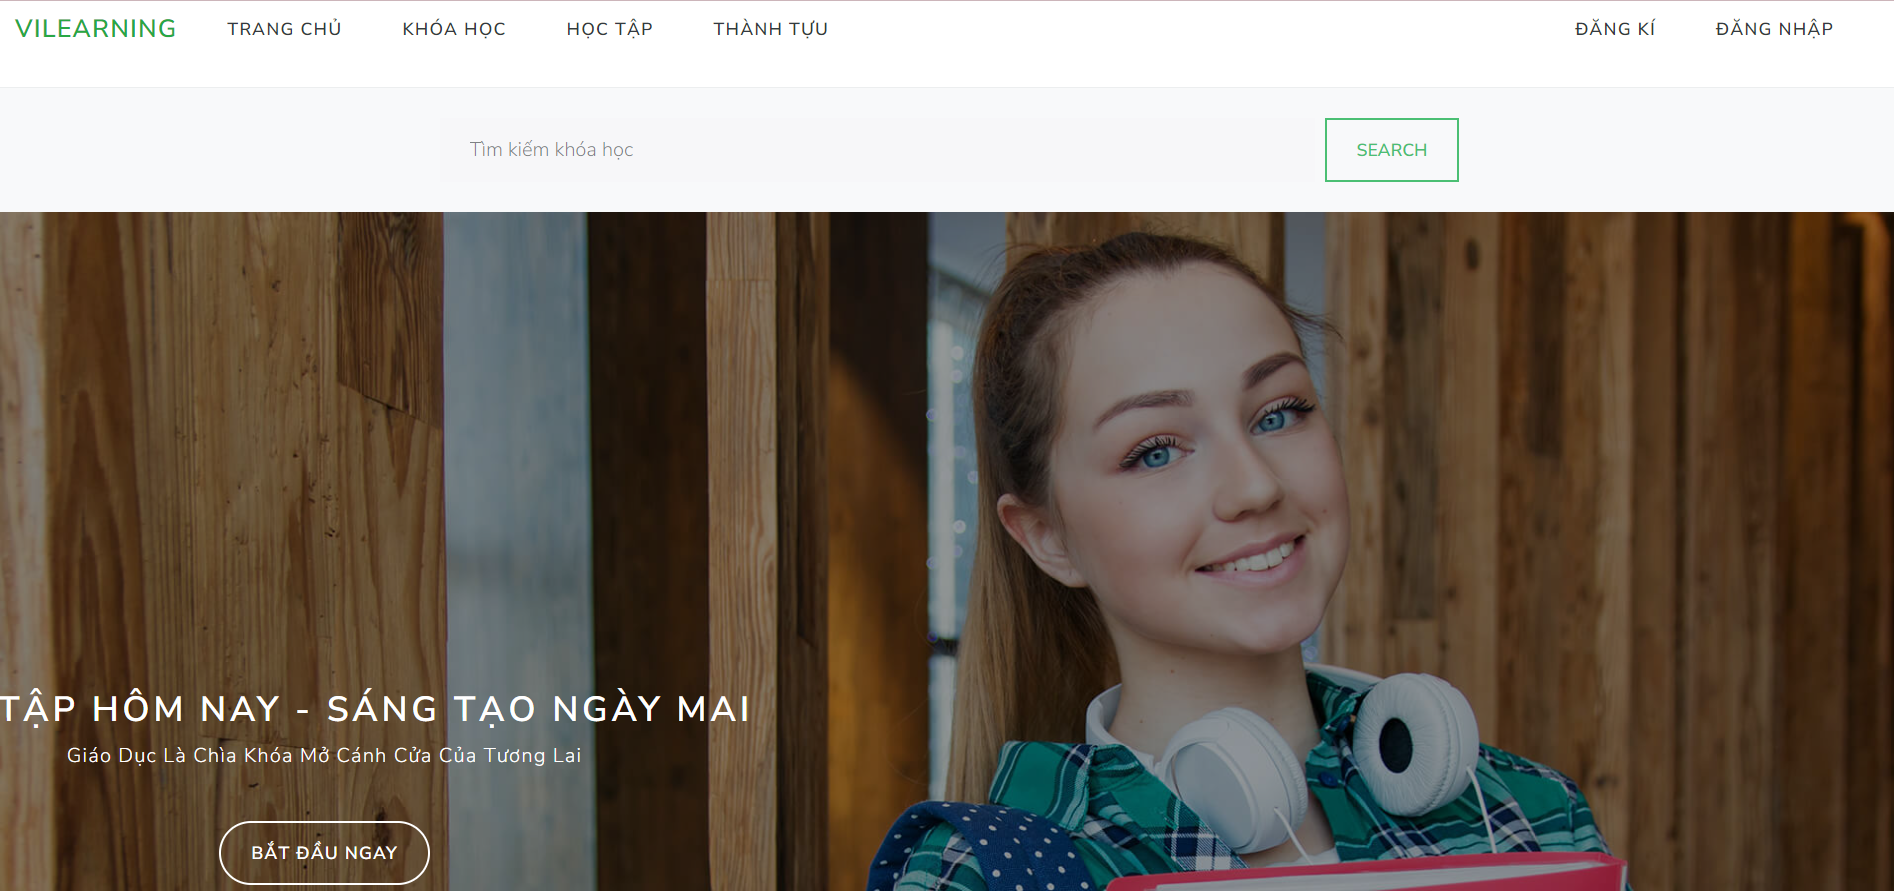 VILEARNING TRANG CHỦ KHÓA HỌC HỌC TẬP THÀNH TỰU ĐĂNG KÍ ĐĂNG NHẬP
Tìm kiếm khóa học SEARCH
TẬP HÔM NAY - SÁNG TẠO NGÀY MAI
Giáo Dục Là Chìa Khóa Mở Cánh Cửa Của Tương Lai
BẮT ĐẦU NGAY